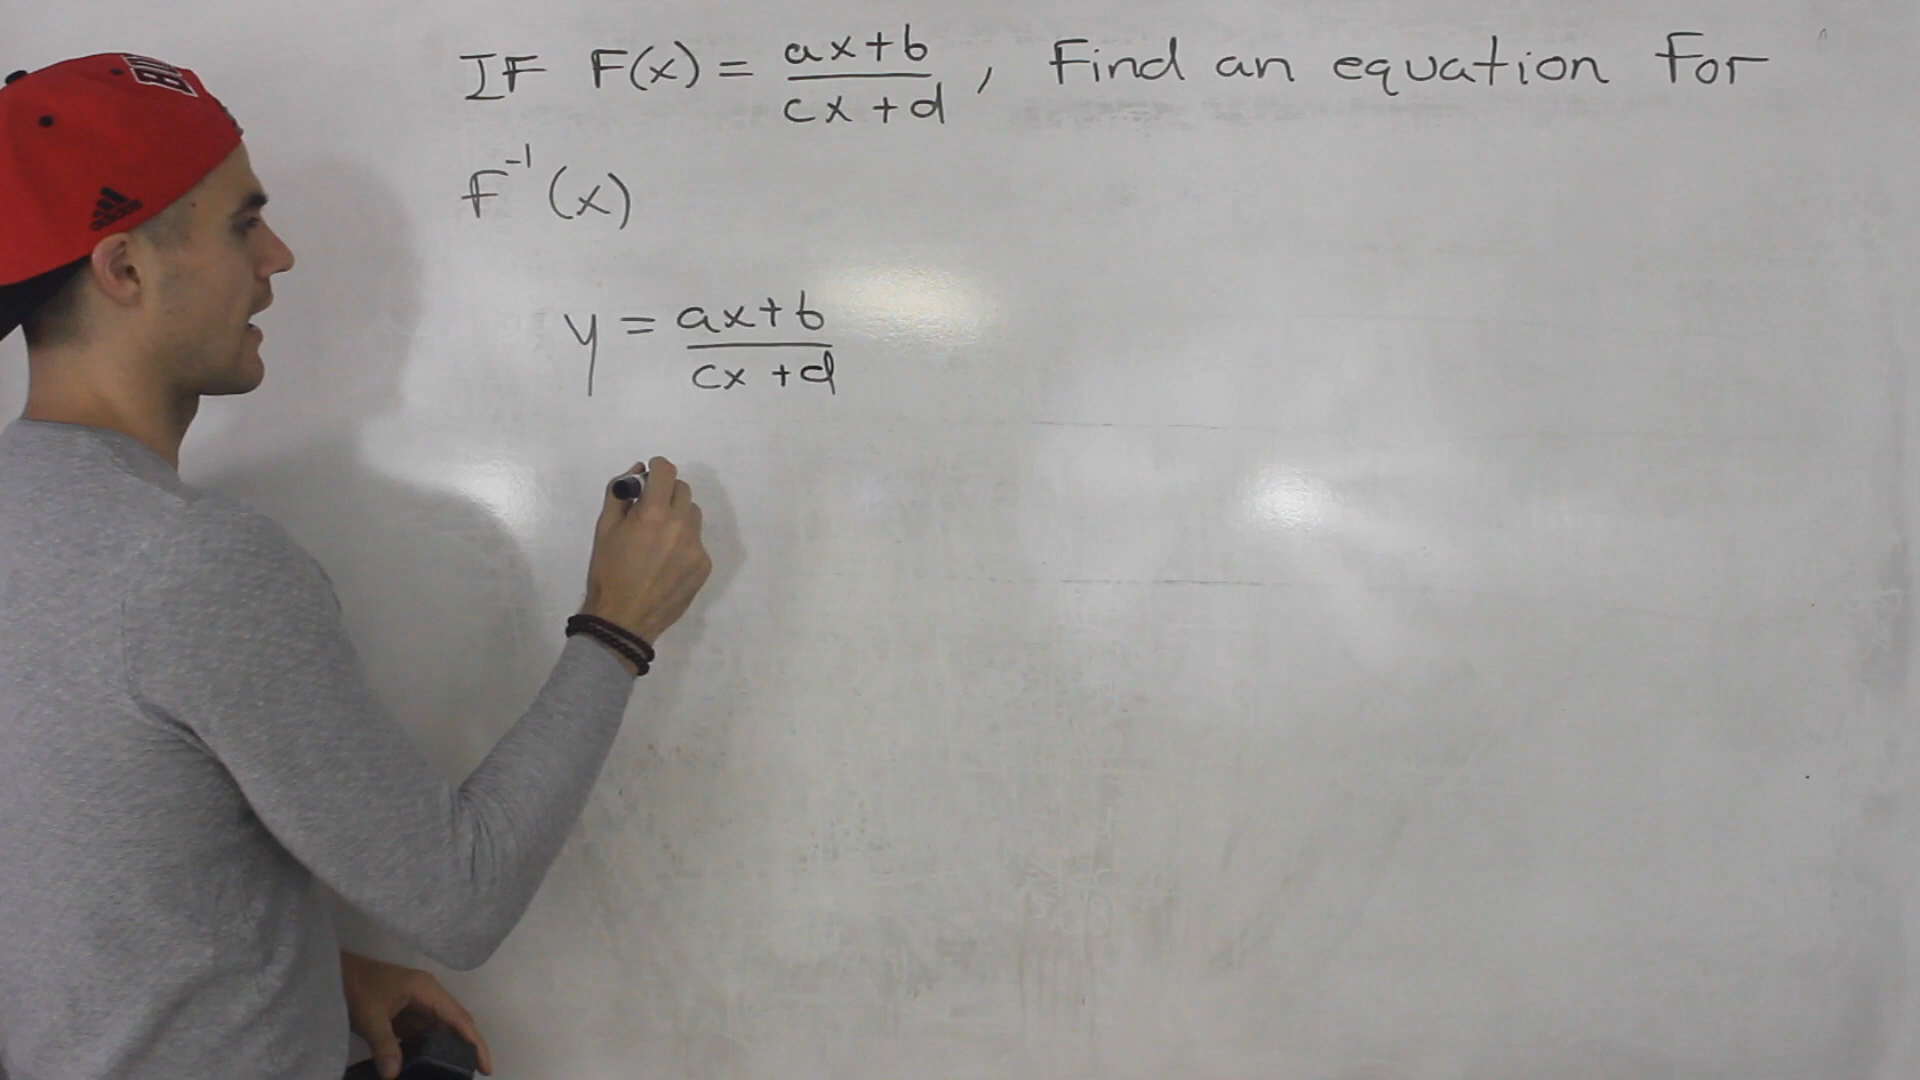 IF F(x) = ax+b / cx+d , Find an equation For
F⁻¹(x)
y = ax+b / cx+d